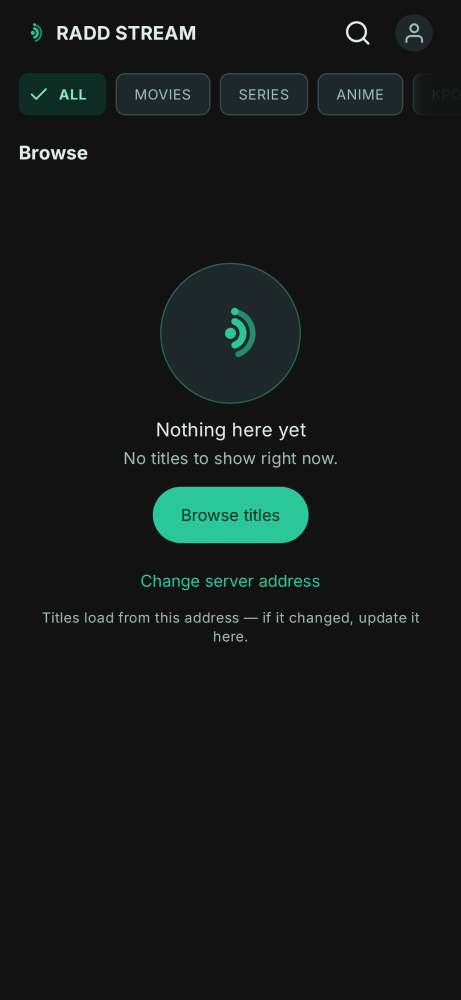 RADD STREAM
ALL
MOVIES
SERIES
ANIME
KPO
Browse
Nothing here yet
No titles to show right now.
Browse titles
Change server address
Titles load from this address — if it changed, update it
here.